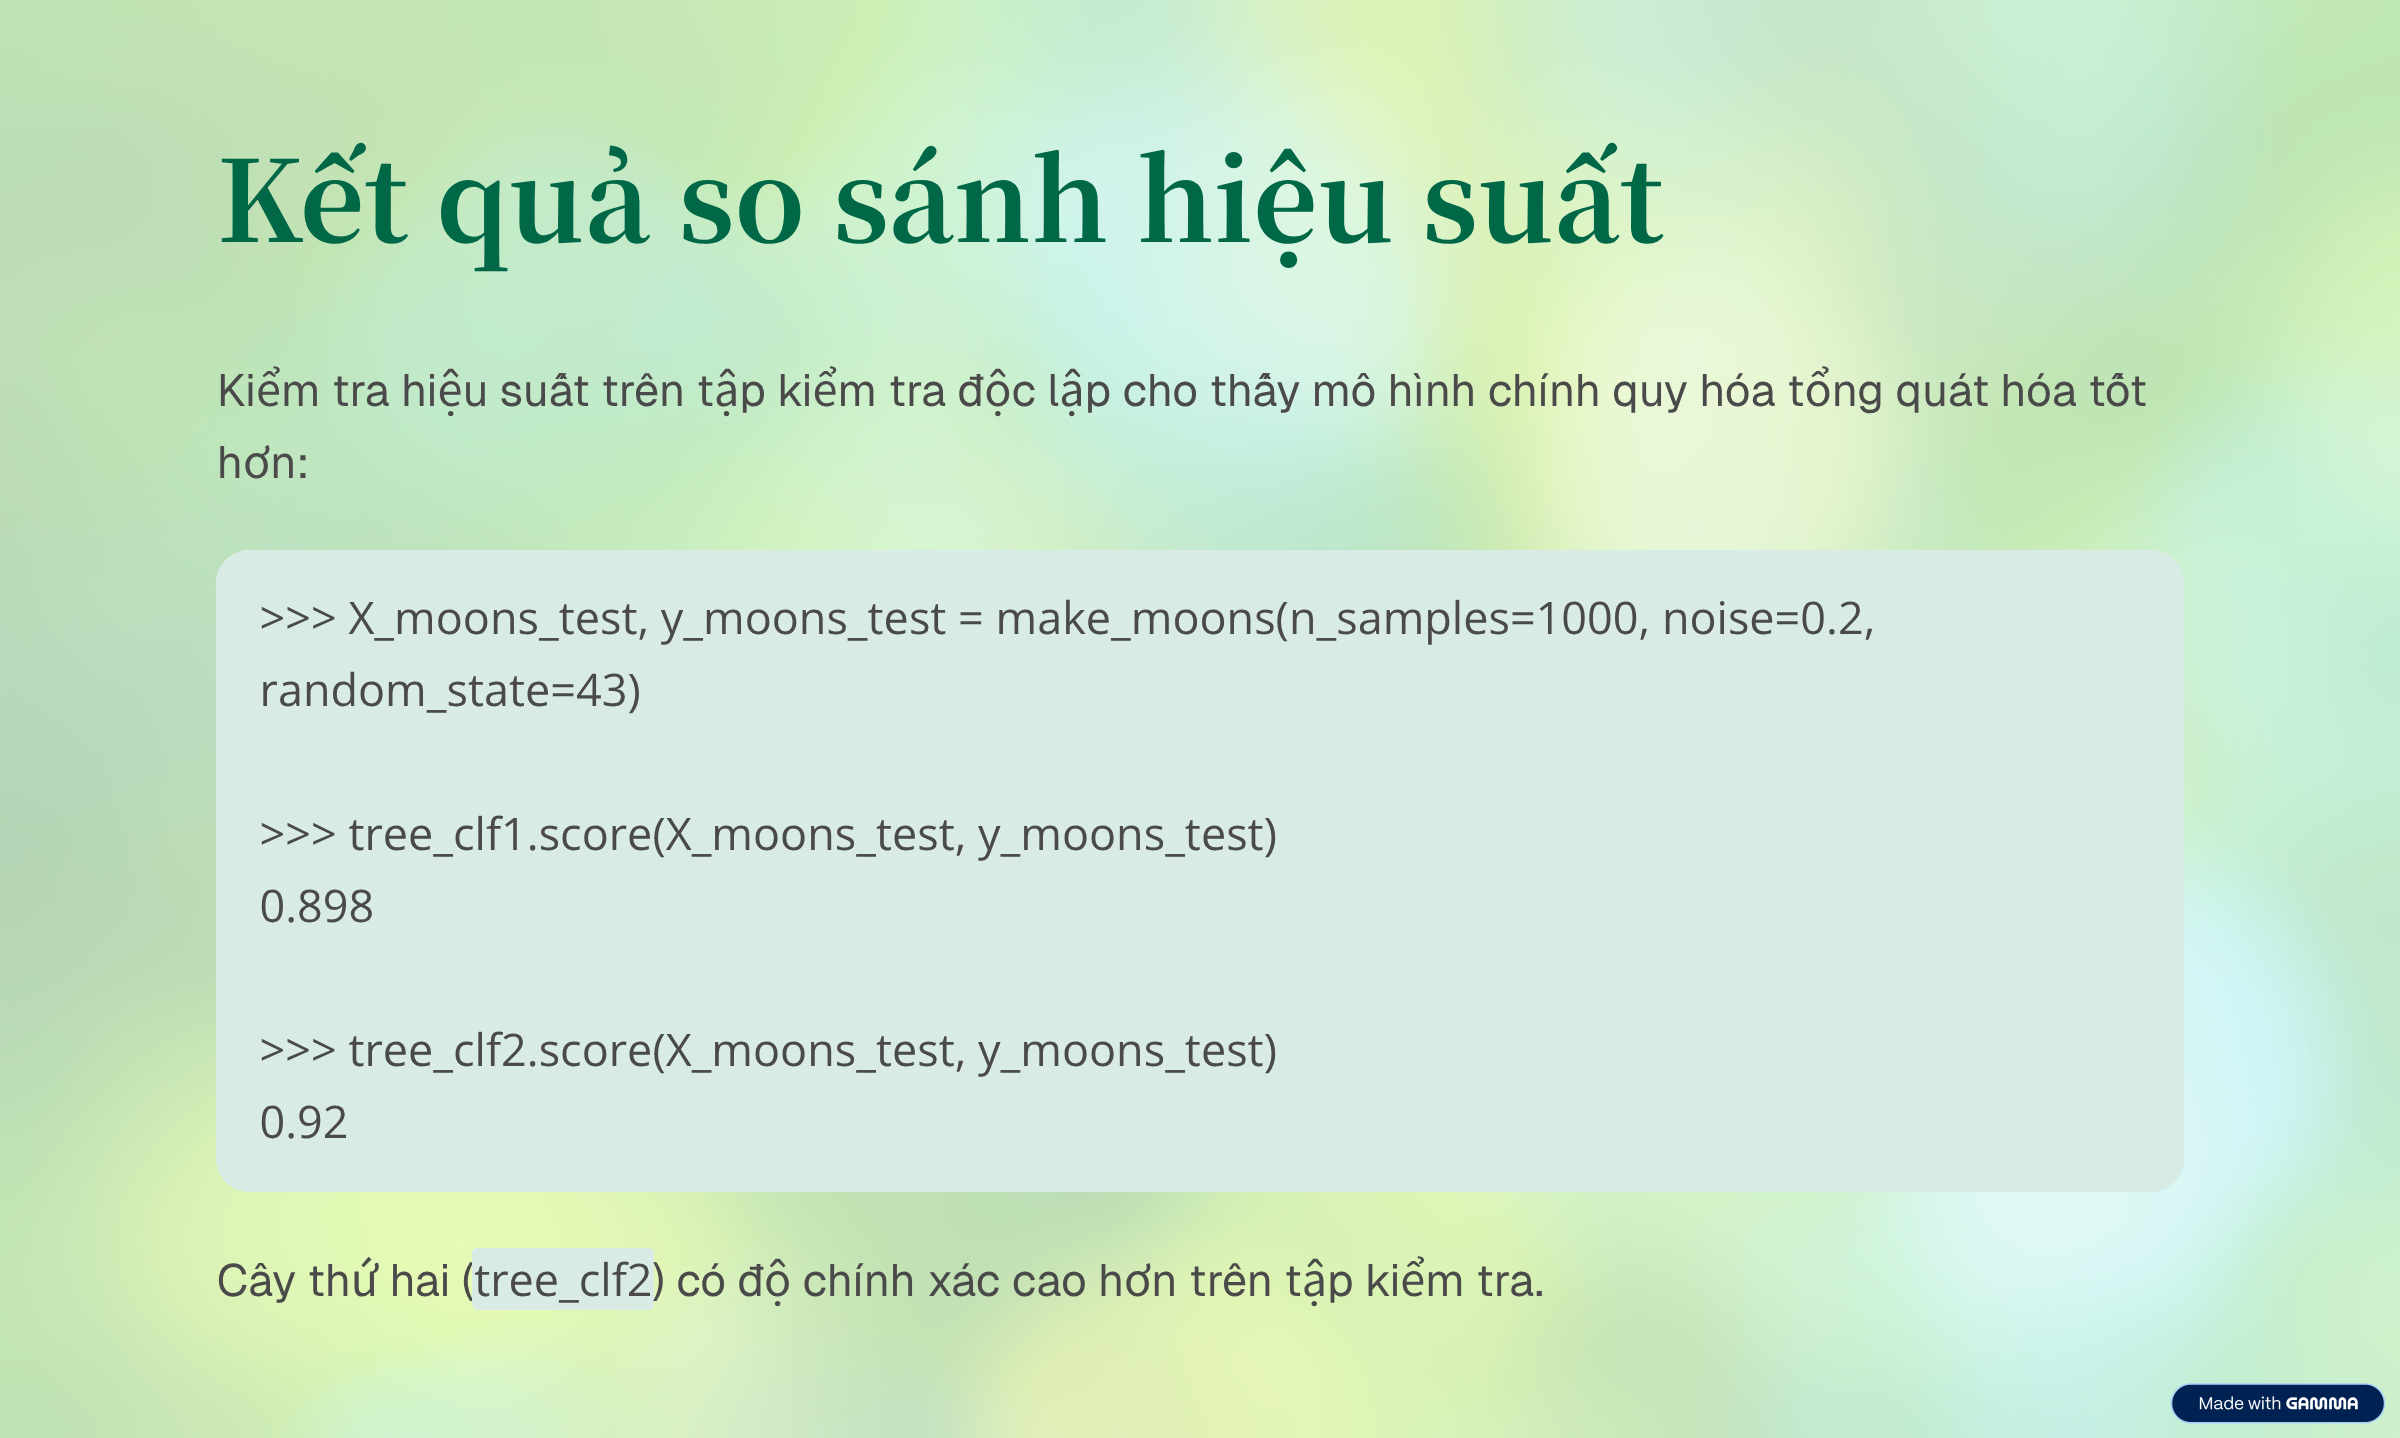 Kết quả so sánh hiệu suất
Kiểm tra hiệu suất trên tập kiểm tra độc lập cho thấy mô hình chính quy hóa tổng quát hóa tốt
hơn:
>>> X_moons_test, y_moons_test = make_moons(n_samples=1000, noise=0.2,
random_state=43)
>>> tree_clf1.score(X_moons_test, y_moons_test)
0.898
>>> tree_clf2.score(X_moons_test, y_moons_test)
0.92
Cây thứ hai (tree_clf2) có độ chính xác cao hơn trên tập kiểm tra.
Made with GAMMA